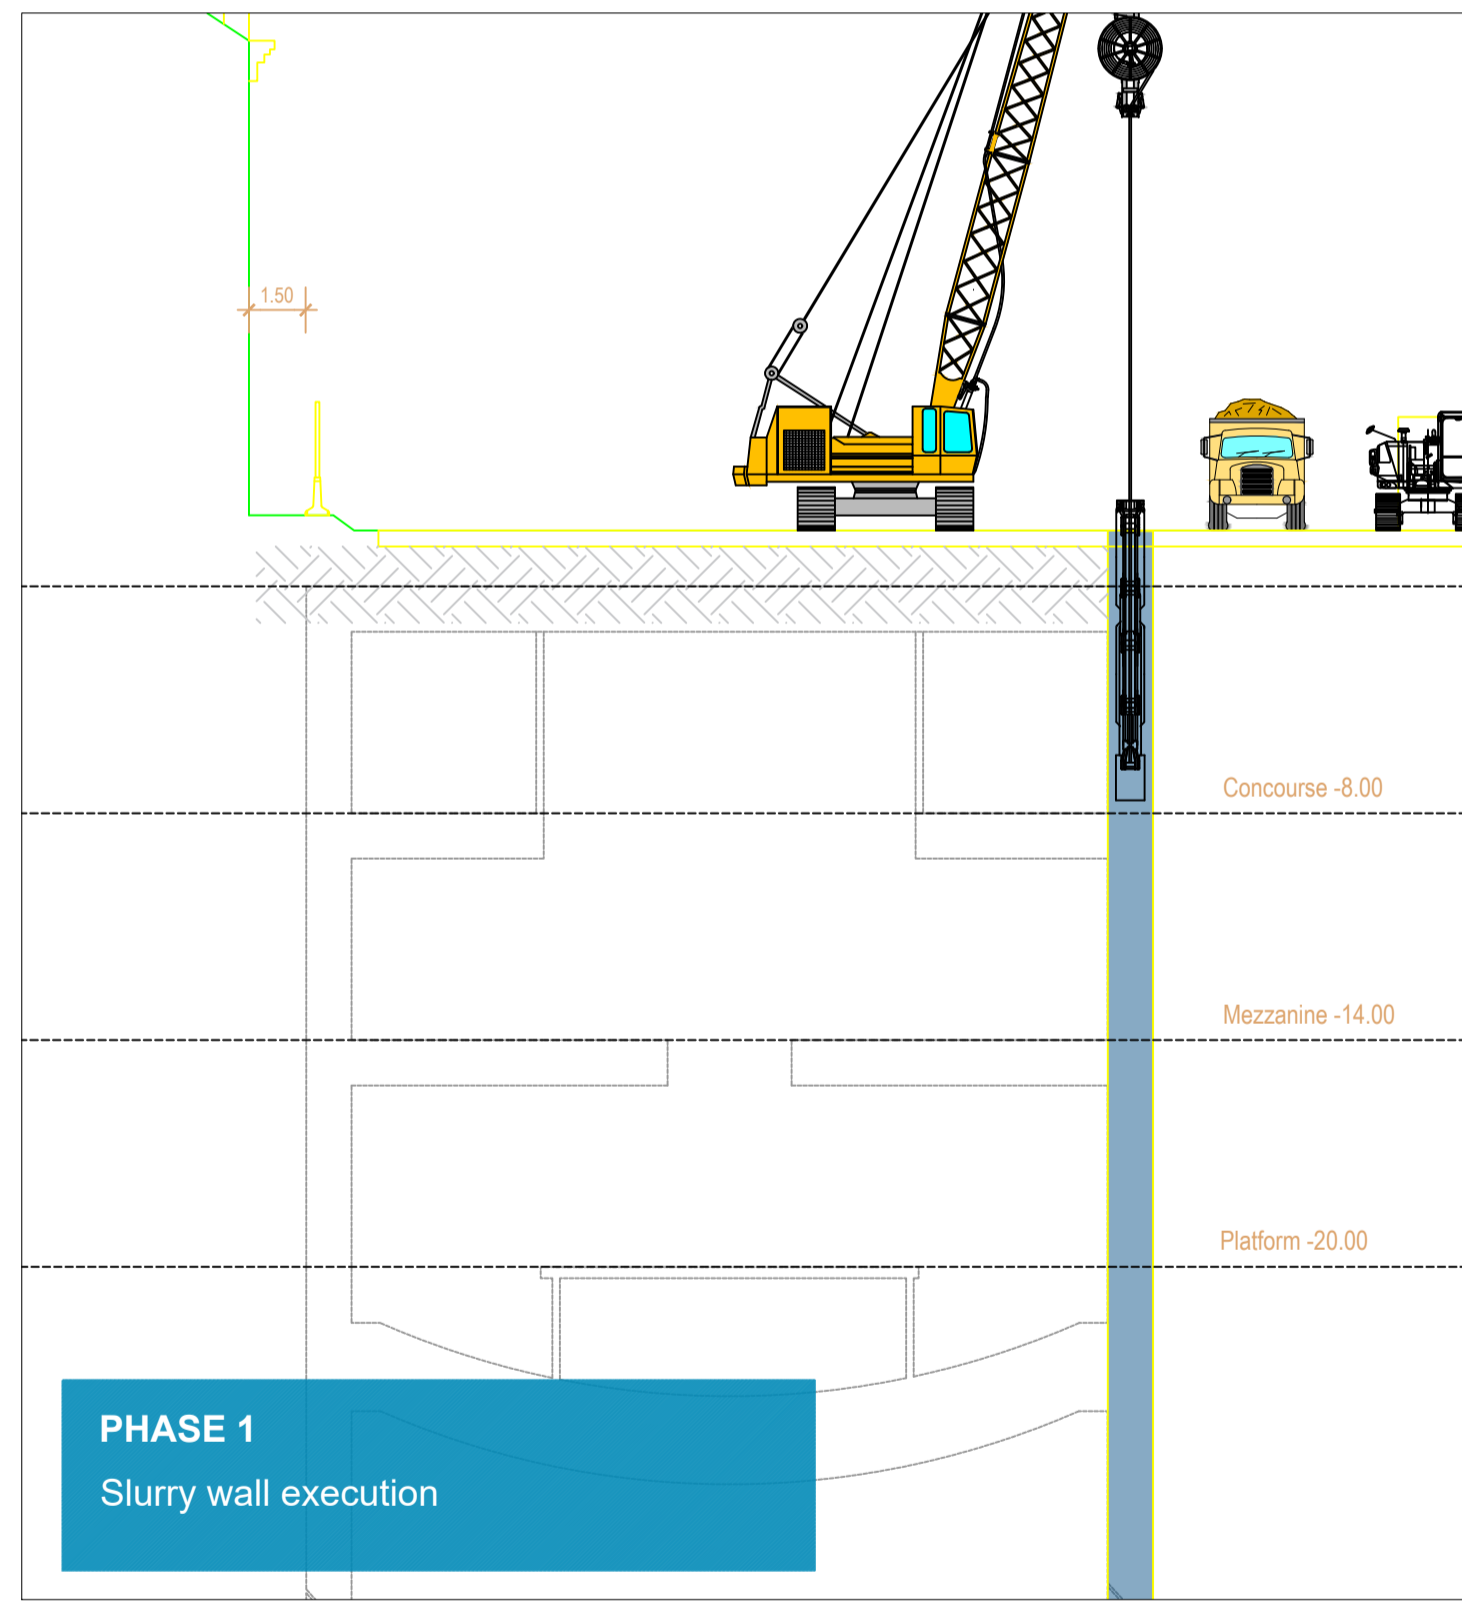 1.50
Concourse -8.00
Mezzanine -14.00
Platform -20.00
PHASE 1
Slurry wall execution